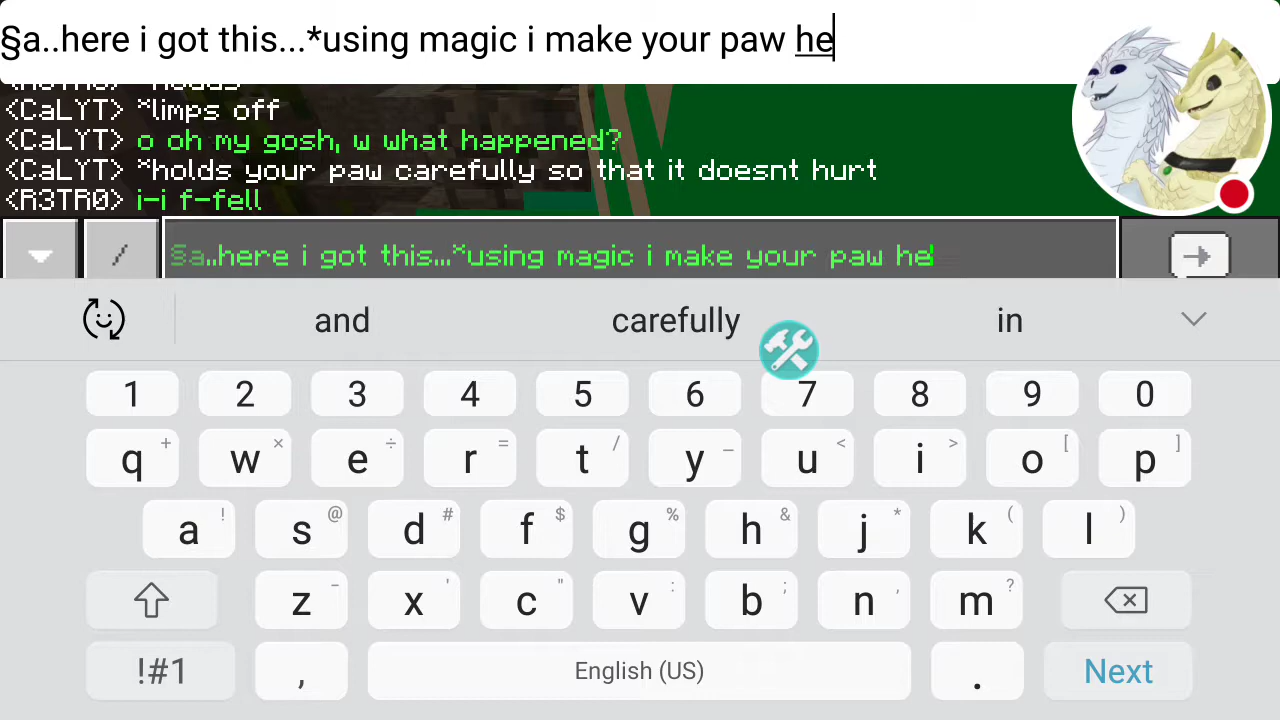 §a..here i got this...*using magic i make your paw he
<CaLYT> *limps off
<CaLYT> o oh my gosh, w what happened?
<CaLYT> *holds your paw carefully so that it doesnt hurt
<R3TR0> i-i f-fell
/ §a..here i got this...*using magic i make your paw he
and carefully in
1 2 3 4 5 6 7 8 9 0
q + w × e ÷ r = t / y _ u < i > o [ p ]
a ! s @ d # f $ g % h & j * k ( l )
z - x ' c " v : b ; n , m ?
!#1 , English (US) . Next